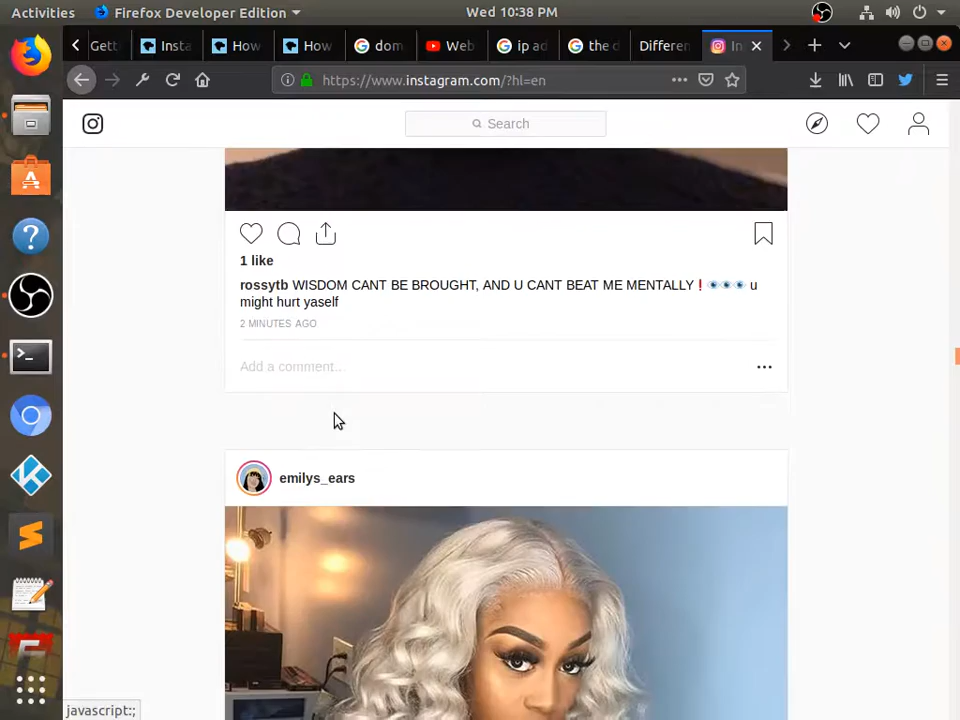 Activities Firefox Developer Edition Wed 10:38 PM
Gett Insta How How dom Web ip ad the d Differen In
https://www.instagram.com/?hl=en
Search
1 like
rossytb WISDOM CANT BE BROUGHT, AND U CANT BEAT ME MENTALLY❗👁👁👁 u
might hurt yaself
2 MINUTES AGO
Add a comment...
emilys_ears
javascript:;